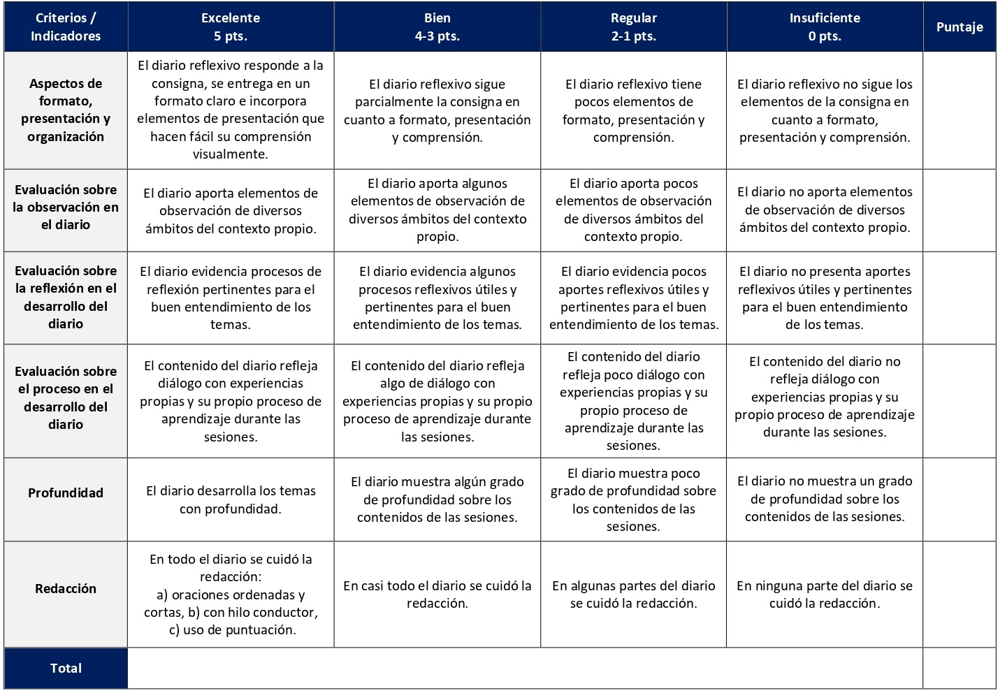 Criterios /
Indicadores
Excelente
5 pts.
Bien
4-3 pts.
Regular
2-1 pts.
Insuficiente
0 pts.
Puntaje
Aspectos de
formato,
presentación y
organización
El diario reflexivo responde a la
consigna, se entrega en un
formato claro e incorpora
elementos de presentación que
hacen fácil su comprensión
visualmente.
El diario reflexivo sigue
parcialmente la consigna en
cuanto a formato, presentación
y comprensión.
El diario reflexivo tiene
pocos elementos de
formato, presentación y
comprensión.
El diario reflexivo no sigue los
elementos de la consigna en
cuanto a formato,
presentación y comprensión.
Evaluación sobre
la observación en
el diario
El diario aporta elementos de
observación de diversos
ámbitos del contexto propio.
El diario aporta algunos
elementos de observación de
diversos ámbitos del contexto
propio.
El diario aporta pocos
elementos de observación
de diversos ámbitos del
contexto propio.
El diario no aporta elementos
de observación de diversos
ámbitos del contexto propio.
Evaluación sobre
la reflexión en el
desarrollo del
diario
El diario evidencia procesos de
reflexión pertinentes para el
buen entendimiento de los
temas.
El diario evidencia algunos
procesos reflexivos útiles y
pertinentes para el buen
entendimiento de los temas.
El diario evidencia pocos
aportes reflexivos útiles y
pertinentes para el buen
entendimiento de los temas.
El diario no presenta aportes
reflexivos útiles y pertinentes
para el buen entendimiento
de los temas.
Evaluación sobre
el proceso en el
desarrollo del
diario
El contenido del diario refleja
diálogo con experiencias
propias y su propio proceso de
aprendizaje durante las
sesiones.
El contenido del diario refleja
algo de diálogo con
experiencias propias y su propio
proceso de aprendizaje durante
las sesiones.
El contenido del diario
refleja poco diálogo con
experiencias propias y su
propio proceso de
aprendizaje durante las
sesiones.
El contenido del diario no
refleja diálogo con
experiencias propias y su
propio proceso de aprendizaje
durante las sesiones.
Profundidad
El diario desarrolla los temas
con profundidad.
El diario muestra algún grado
de profundidad sobre los
contenidos de las sesiones.
El diario muestra poco
grado de profundidad sobre
los contenidos de las
sesiones.
El diario no muestra un grado
de profundidad sobre los
contenidos de las sesiones.
Redacción
En todo el diario se cuidó la
redacción:
a) oraciones ordenadas y
cortas, b) con hilo conductor,
c) uso de puntuación.
En casi todo el diario se cuidó la
redacción.
En algunas partes del diario
se cuidó la redacción.
En ninguna parte del diario se
cuidó la redacción.
Total